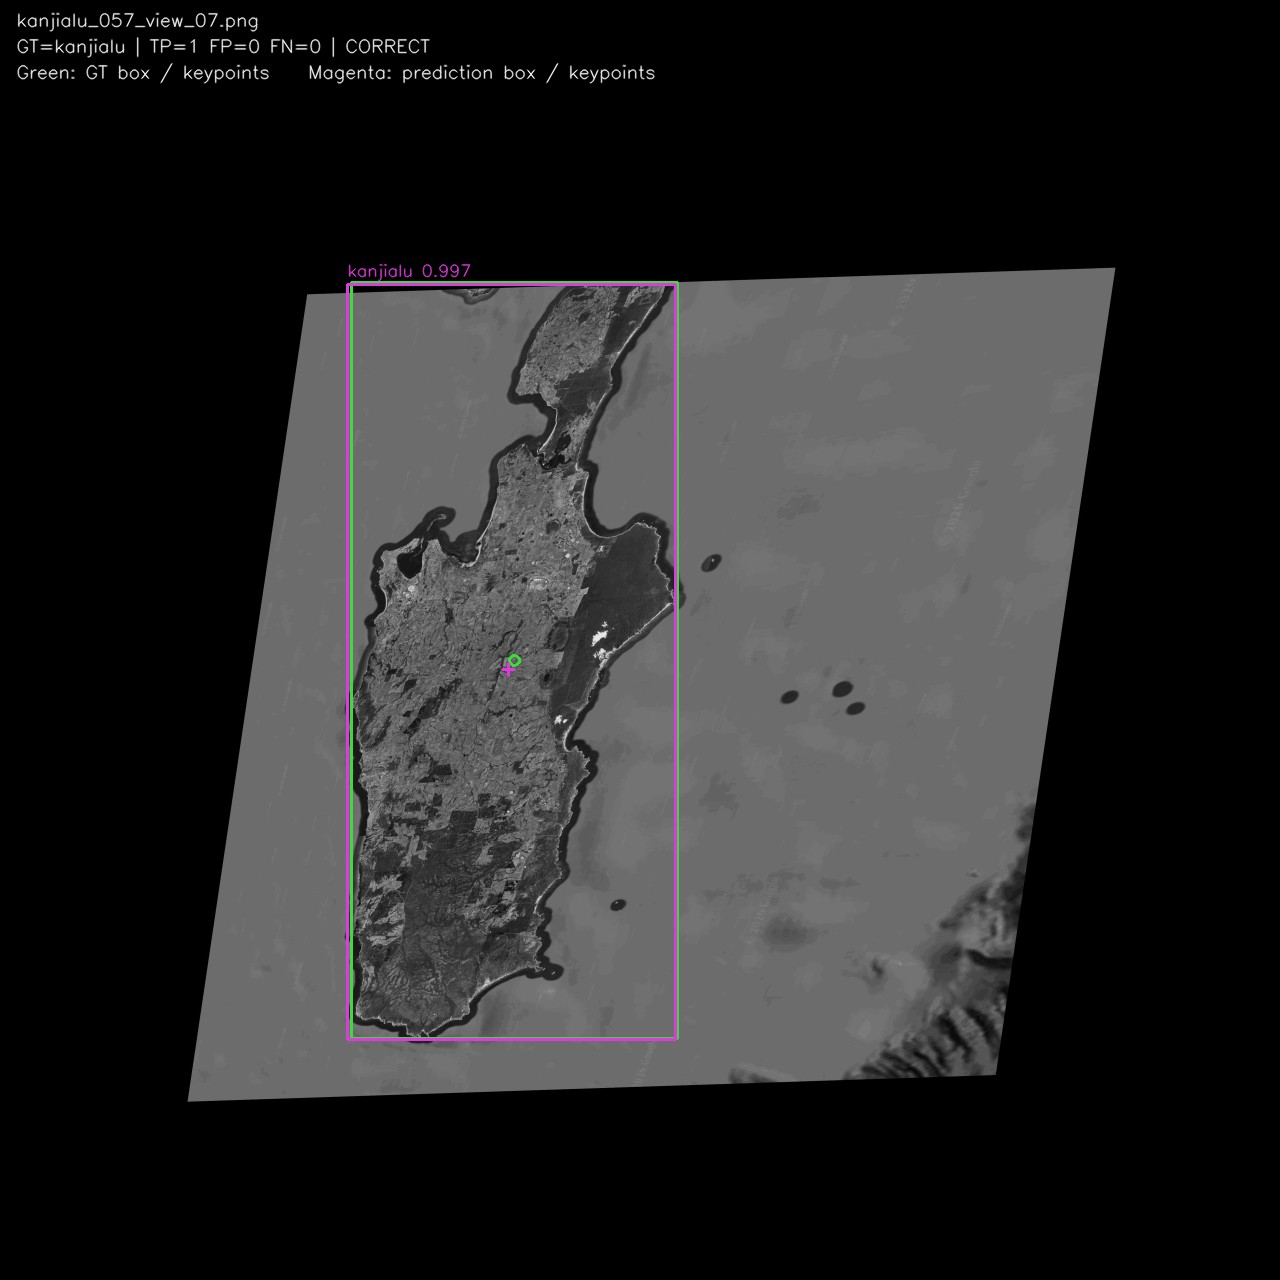 kanjialu_057_view_07.png
GT=kanjialu | TP=1 FP=0 FN=0 | CORRECT
Green: GT box / keypoints    Magenta: prediction box / keypoints
kanjialu 0.997